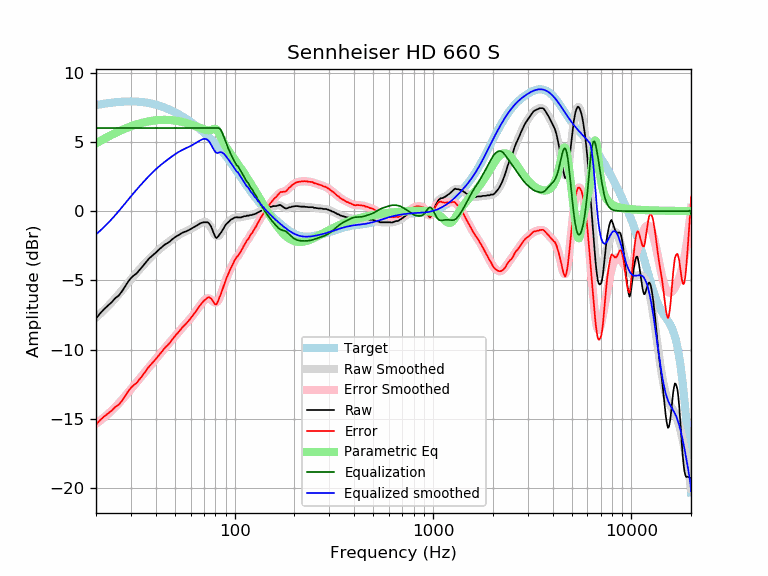 Sennheiser HD 660 S
10
5
0
−5
−10
−15
−20
Amplitude (dBr)
Target
Raw Smoothed
Error Smoothed
Raw
Error
Parametric Eq
Equalization
Equalized smoothed
100 1000 10000
Frequency (Hz)